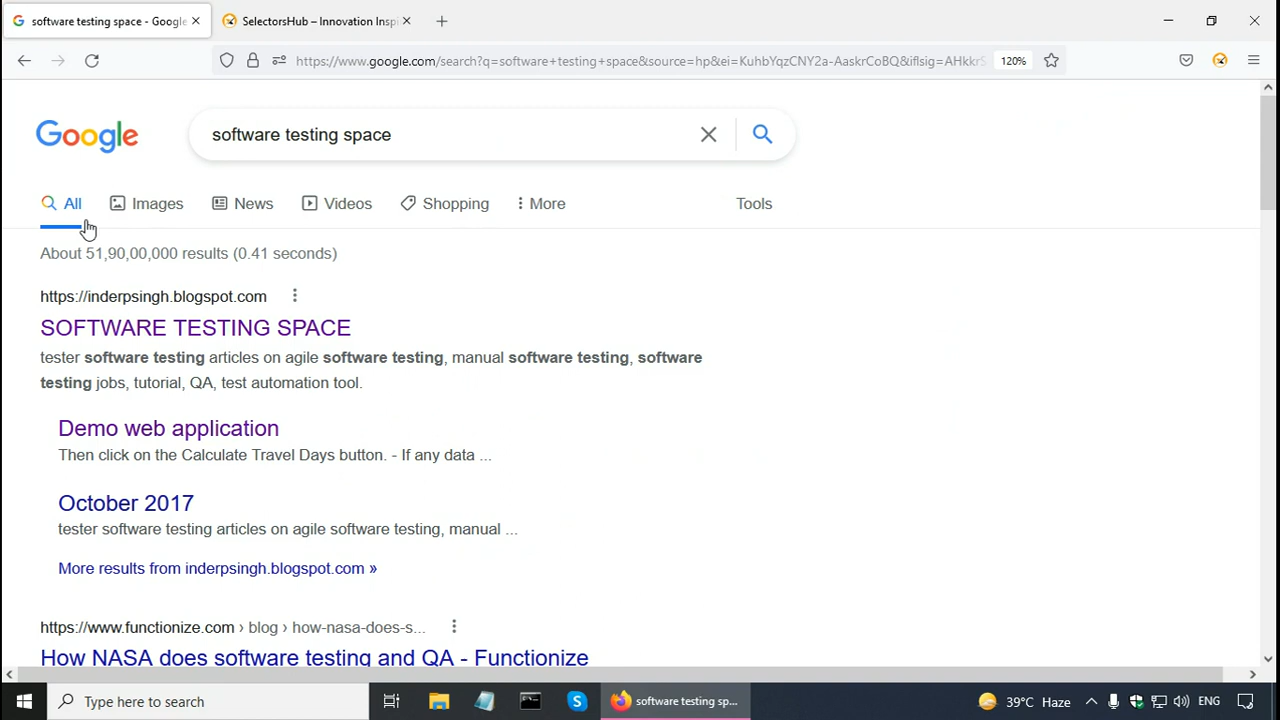 software testing space - Google
SelectorsHub – Innovation Inspi
https://www.google.com/search?q=software+testing+space&source=hp&ei=KuhbYqzCNY2a-AaskrCoBQ&iflsig=AHkkrS
120%
Google
software testing space
All
Images
News
Videos
Shopping
More
Tools
About 51,90,00,000 results (0.41 seconds)
https://inderpsingh.blogspot.com
SOFTWARE TESTING SPACE
tester software testing articles on agile software testing, manual software testing, software
testing jobs, tutorial, QA, test automation tool.
Demo web application
Then click on the Calculate Travel Days button. - If any data ...
October 2017
tester software testing articles on agile software testing, manual ...
More results from inderpsingh.blogspot.com »
https://www.functionize.com › blog › how-nasa-does-s...
How NASA does software testing and QA - Functionize
Type here to search
software testing sp...
39°C Haze
ENG